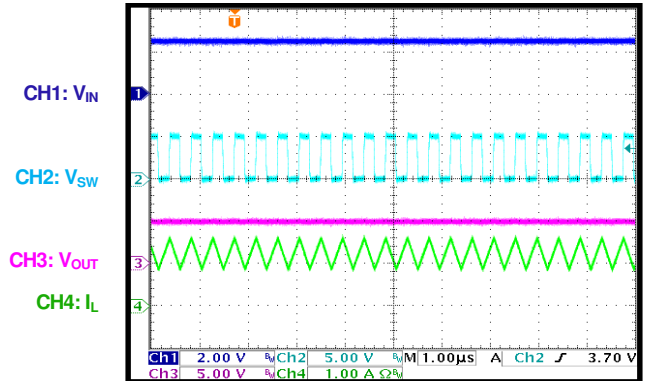 T
CH1: VIN
1
CH2: VSW
2
CH3: VOUT
3
CH4: IL
4
Ch1 2.00 V BW Ch2 5.00 V BW M 1.00µs A Ch2 ƒ 3.70 V
Ch3 5.00 V BW Ch4 1.00 A Ω BW